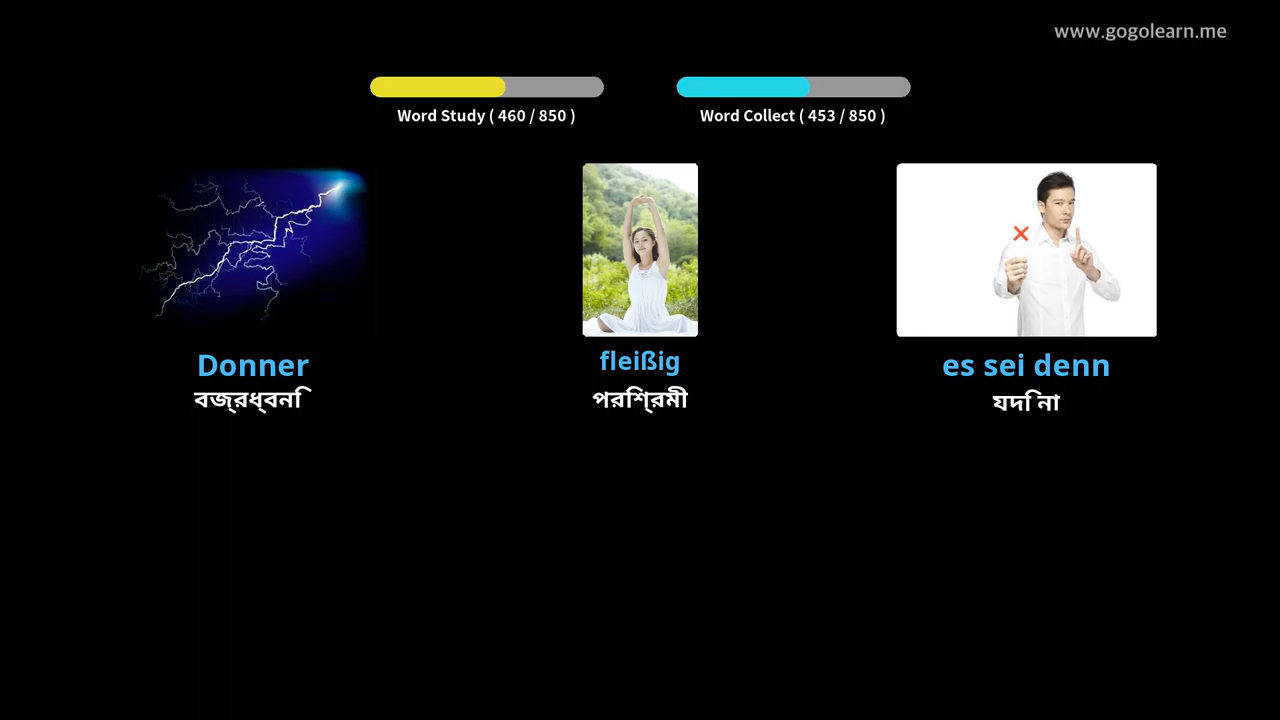 www.gogolearn.me
Word Study ( 460 / 850 )
Word Collect ( 453 / 850 )
Donner
বজ্রধ্বনি
fleißig
পরিশ্রমী
es sei denn
যদি না